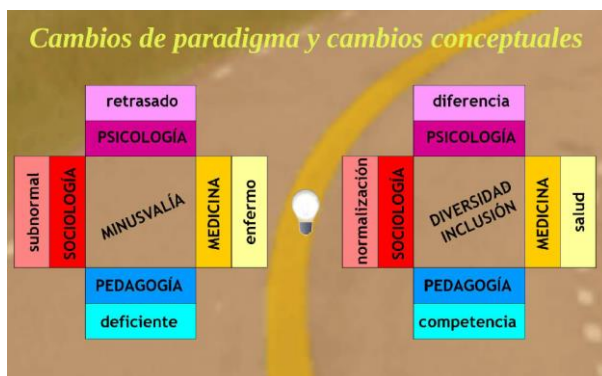 Cambios de paradigma y cambios conceptuales
retrasado
PSICOLOGÍA
subnormal
SOCIOLOGÍA
MINUSVALÍA
MEDICINA
enfermo
PEDAGOGÍA
deficiente
diferencia
PSICOLOGÍA
normalización
SOCIOLOGÍA
DIVERSIDAD
INCLUSIÓN
MEDICINA
salud
PEDAGOGÍA
competencia